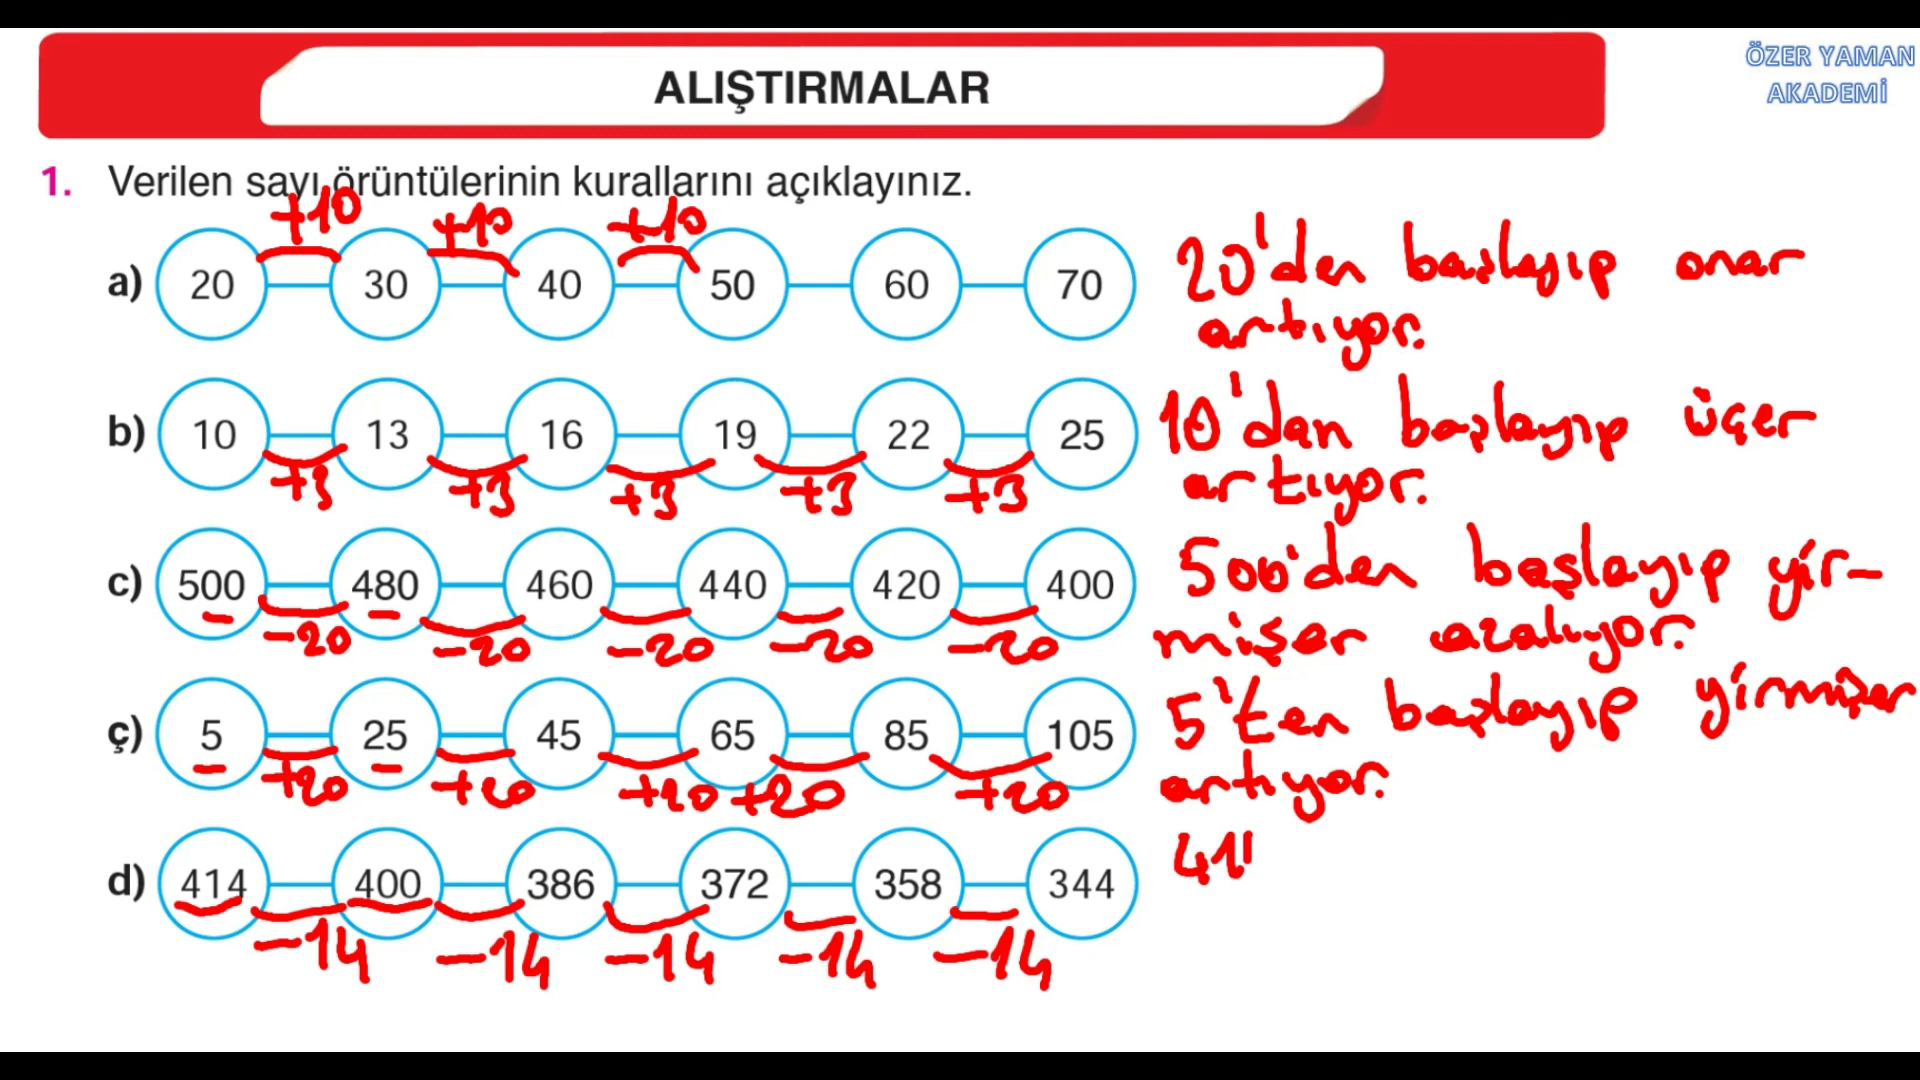 ALIŞTIRMALAR
ÖZER YAMAN
AKADEMİ
1. Verilen sayı örüntülerinin kurallarını açıklayınız.
+10 +10 +10
a) 20 30 40 50 60 70
20'den başlayıp onar
artıyor.
b) 10 13 16 19 22 25
+3 +3 +3 +3 +3
10'dan başlayıp üçer
artıyor.
c) 500 480 460 440 420 400
-20 -20 -20 -20 -20
500'den başlayıp yir-
mişer azalıyor.
ç) 5 25 45 65 85 105
+20 +20 +20 +20 +20
5'ten başlayıp yirmişer
artıyor.
d) 414 400 386 372 358 344
-14 -14 -14 -14 -14
41